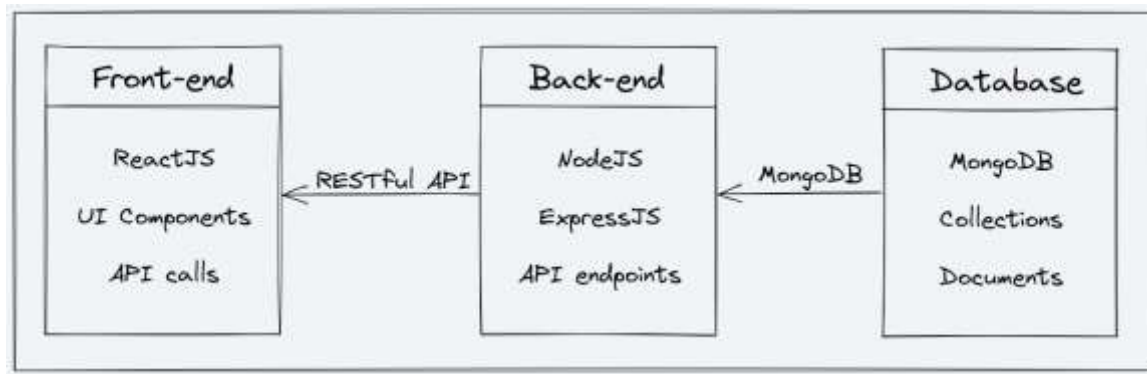 Front-end
ReactJS
UI Components
API calls
RESTful API
Back-end
NodeJS
ExpressJS
API endpoints
MongoDB
Database
MongoDB
Collections
Documents